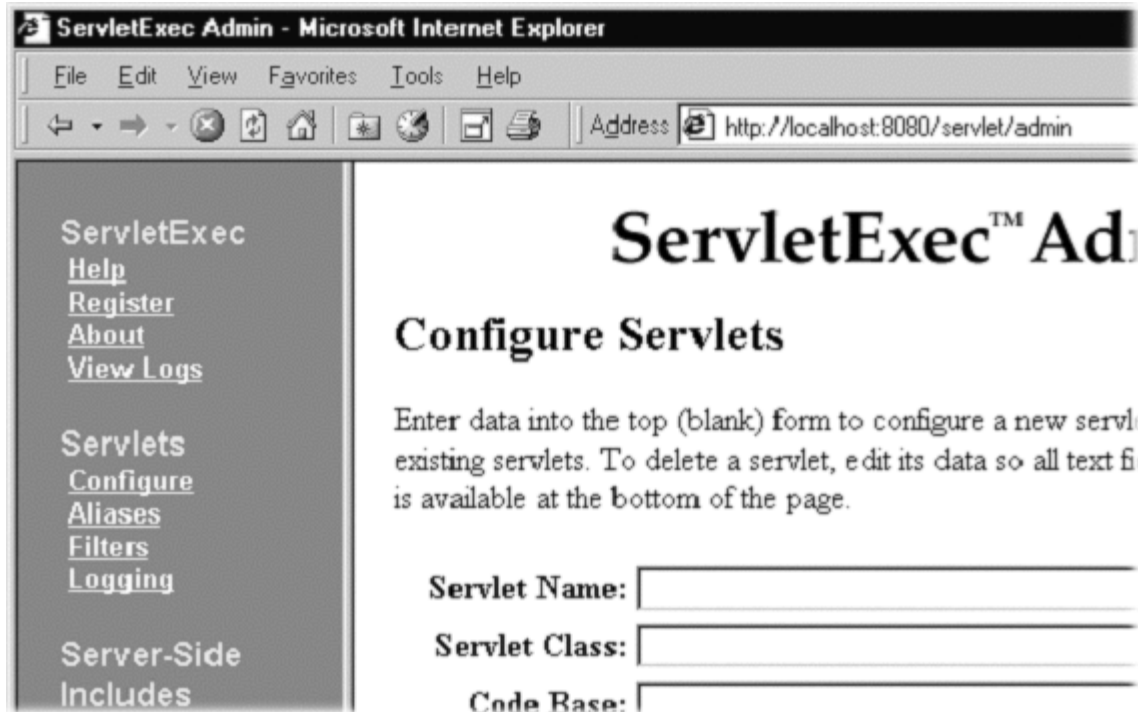 ServletExec Admin - Microsoft Internet Explorer
File Edit View Favorites Tools Help
Address http://localhost:8080/servlet/admin
ServletExec
Help
Register
About
View Logs
Servlets
Configure
Aliases
Filters
Logging
Server-Side
Includes
ServletExec™ Ad
Configure Servlets
Enter data into the top (blank) form to configure a new servl
existing servlets. To delete a servlet, edit its data so all text fi
is available at the bottom of the page.
Servlet Name:
Servlet Class:
Code Base: